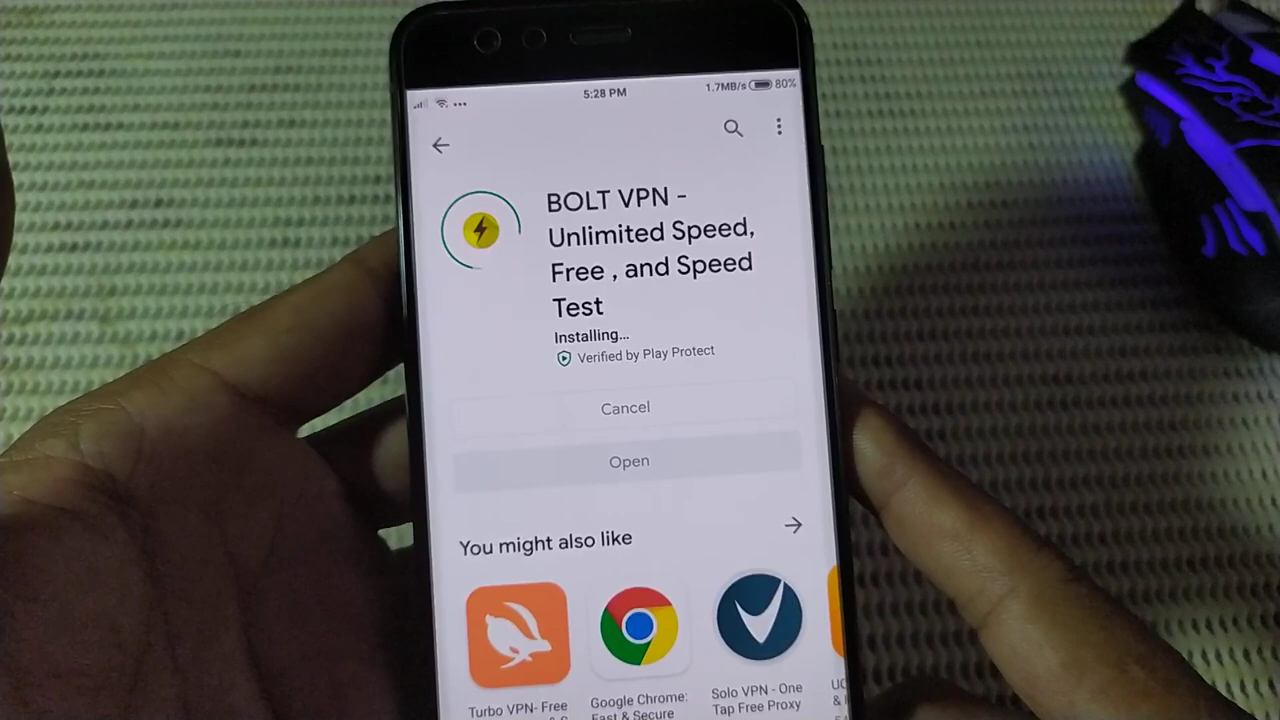 5:28 PM
1.7MB/s 80%
BOLT VPN -
Unlimited Speed,
Free , and Speed
Test
Installing...
Verified by Play Protect
Cancel
Open
You might also like
Turbo VPN- Free
Google Chrome:
Fast & Secure
Solo VPN - One
Tap Free Proxy
UC
& I